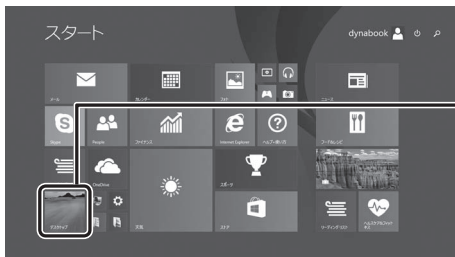 スタート
dynabook
メール
カレンダー
フォト
ニュース
Skype
People
ファイナンス
Internet Explorer
ヘルプ+使い方
フード&レシピ
OneDrive
スポーツ
デスクトップ
天気
ストア
リーディング リスト
ヘルスケア&フィットネス